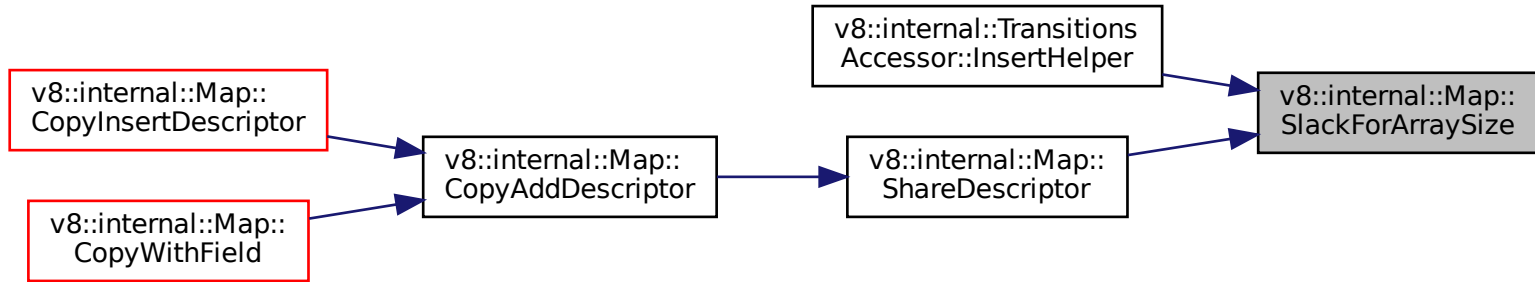 v8::internal::Map::
CopyInsertDescriptor
v8::internal::Map::
CopyWithField
v8::internal::Map::
CopyAddDescriptor
v8::internal::Transitions
Accessor::InsertHelper
v8::internal::Map::
ShareDescriptor
v8::internal::Map::
SlackForArraySize